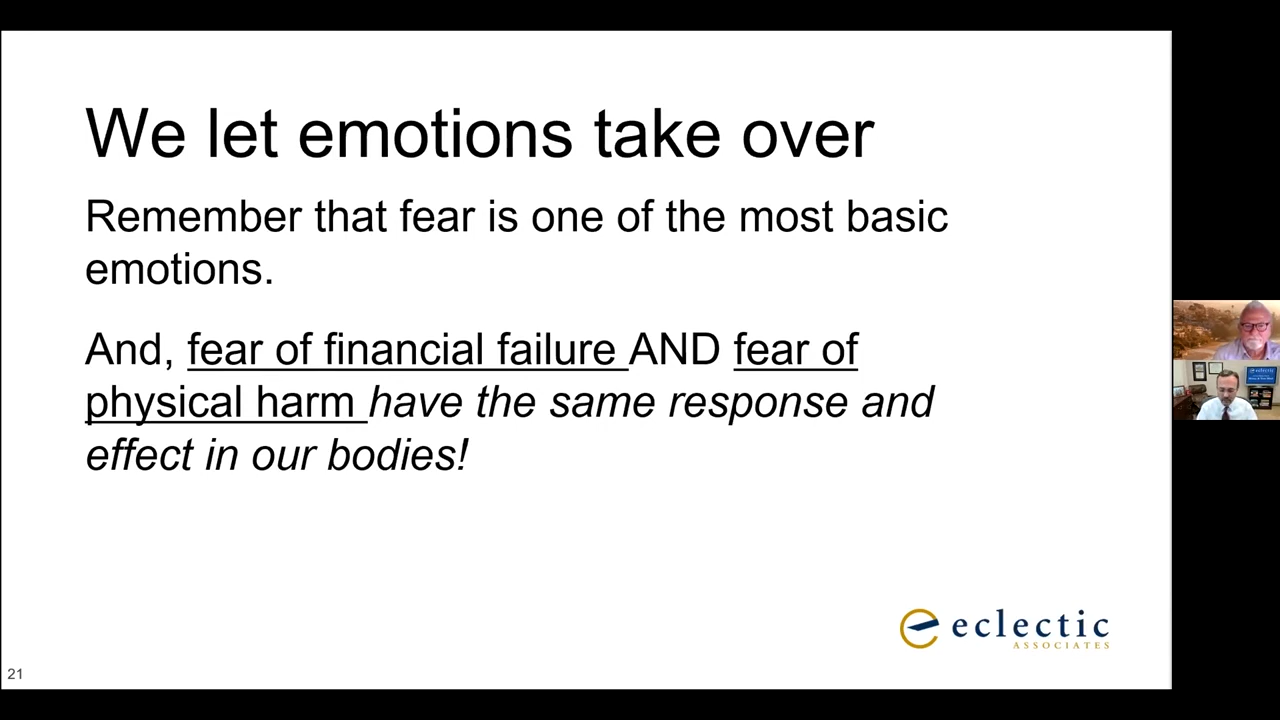 We let emotions take over
Remember that fear is one of the most basic
emotions.
And, fear of financial failure AND fear of
physical harm have the same response and
effect in our bodies!
eclectic
ASSOCIATES
21
eclectic